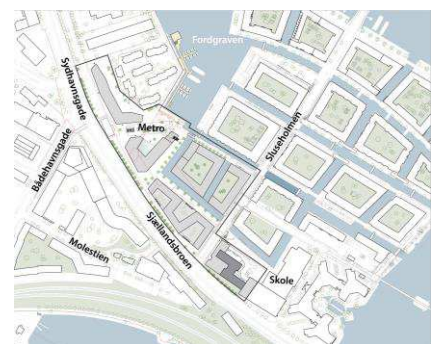 Fordgraven
Sydhavnsgade
Metro
Bådehavnsgade
Sluseholmen
Sjællandsbroen
Molestien
Skole